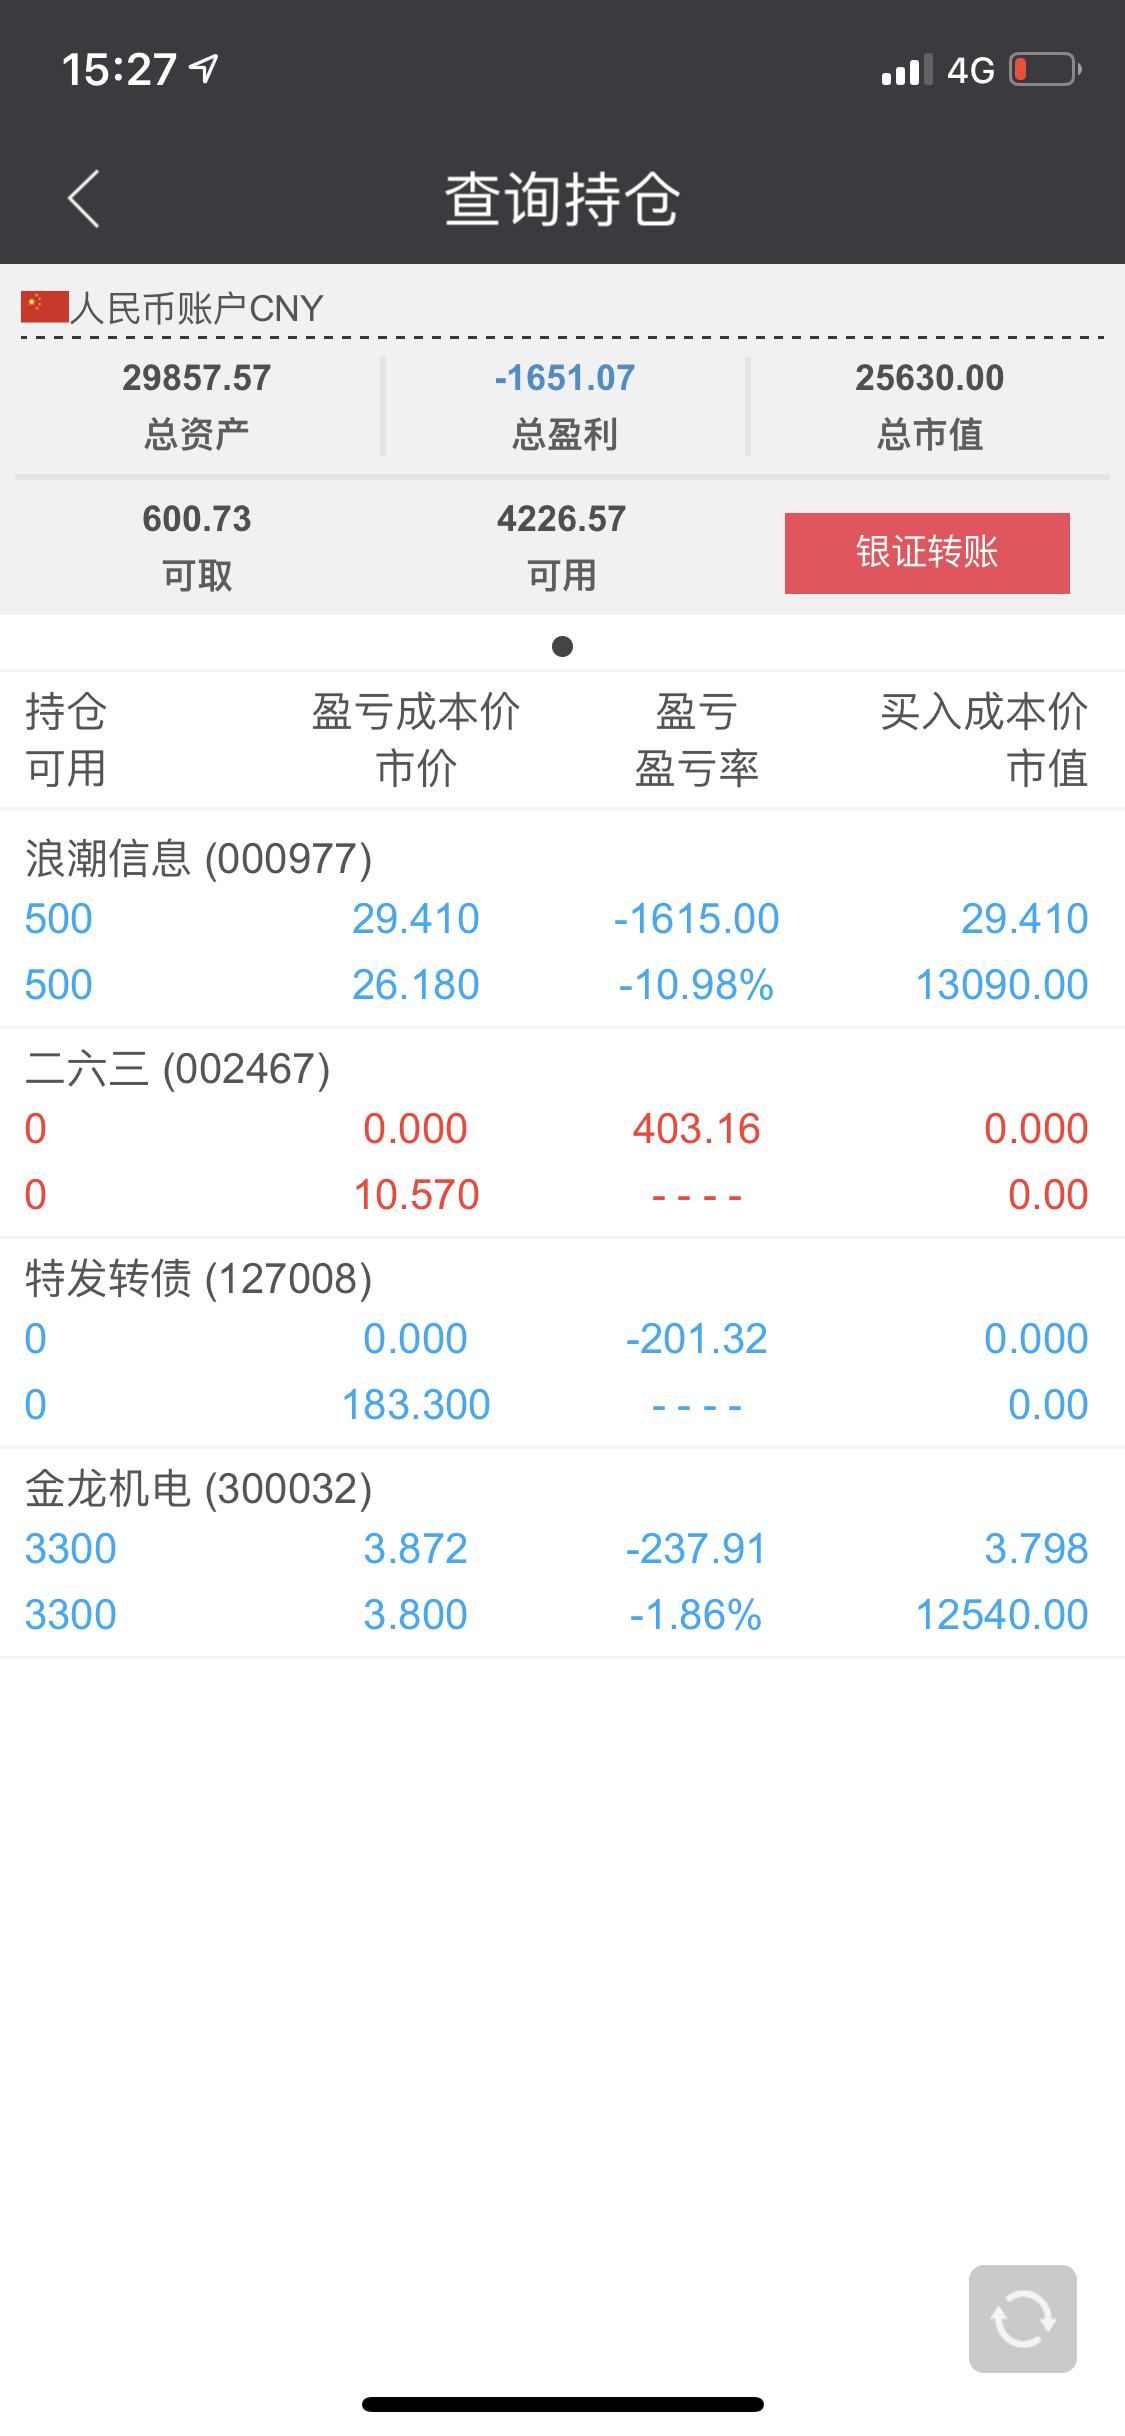 15:27 4G
查询持仓
人民币账户CNY
29857.57 -1651.07 25630.00
总资产 总盈利 总市值
600.73 4226.57
可取 可用 银证转账
持仓 盈亏成本价 盈亏 买入成本价
可用 市价 盈亏率 市值
浪潮信息 (000977)
500 29.410 -1615.00 29.410
500 26.180 -10.98% 13090.00
二六三 (002467)
0 0.000 403.16 0.000
0 10.570 ---- 0.00
特发转债 (127008)
0 0.000 -201.32 0.000
0 183.300 ---- 0.00
金龙机电 (300032)
3300 3.872 -237.91 3.798
3300 3.800 -1.86% 12540.00